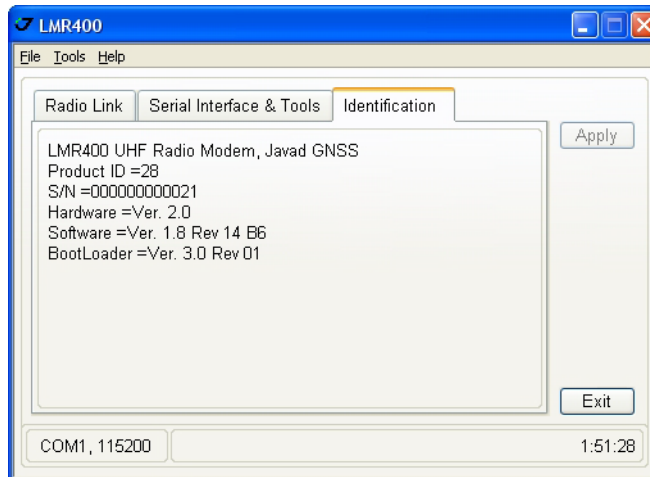 LMR400
File Tools Help
Radio Link Serial Interface & Tools Identification
Apply
LMR400 UHF Radio Modem, Javad GNSS
Product ID =28
S/N =000000000021
Hardware =Ver. 2.0
Software =Ver. 1.8 Rev 14 B6
BootLoader =Ver. 3.0 Rev 01
Exit
COM1, 115200 1:51:28